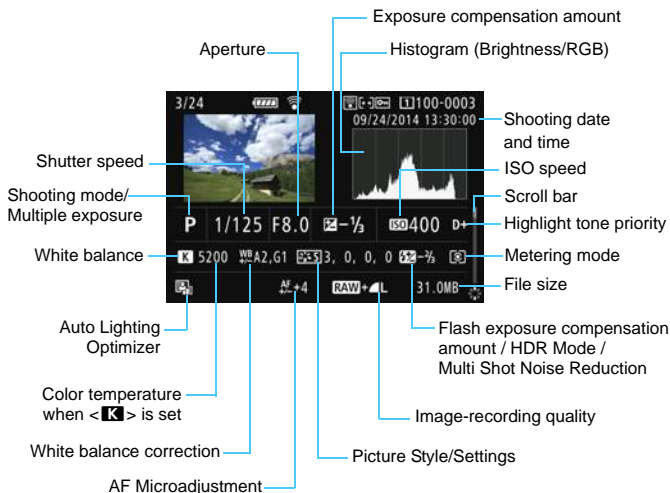 Exposure compensation amount
Aperture
Histogram (Brightness/RGB)
3/24
1 100-0003
09/24/2014 13:30:00
Shooting date
and time
Shutter speed
ISO speed
Shooting mode/
Multiple exposure
Scroll bar
P 1/125 F8.0 -1/3 ISO 400 D+
Highlight tone priority
White balance
K 5200 WB A2,G1 S 3, 0, 0, 0 -2/3
Metering mode
AF +4 RAW + L 31.0MB
File size
Auto Lighting
Optimizer
Flash exposure compensation
amount / HDR Mode /
Multi Shot Noise Reduction
Color temperature
when < K > is set
Image-recording quality
White balance correction
Picture Style/Settings
AF Microadjustment